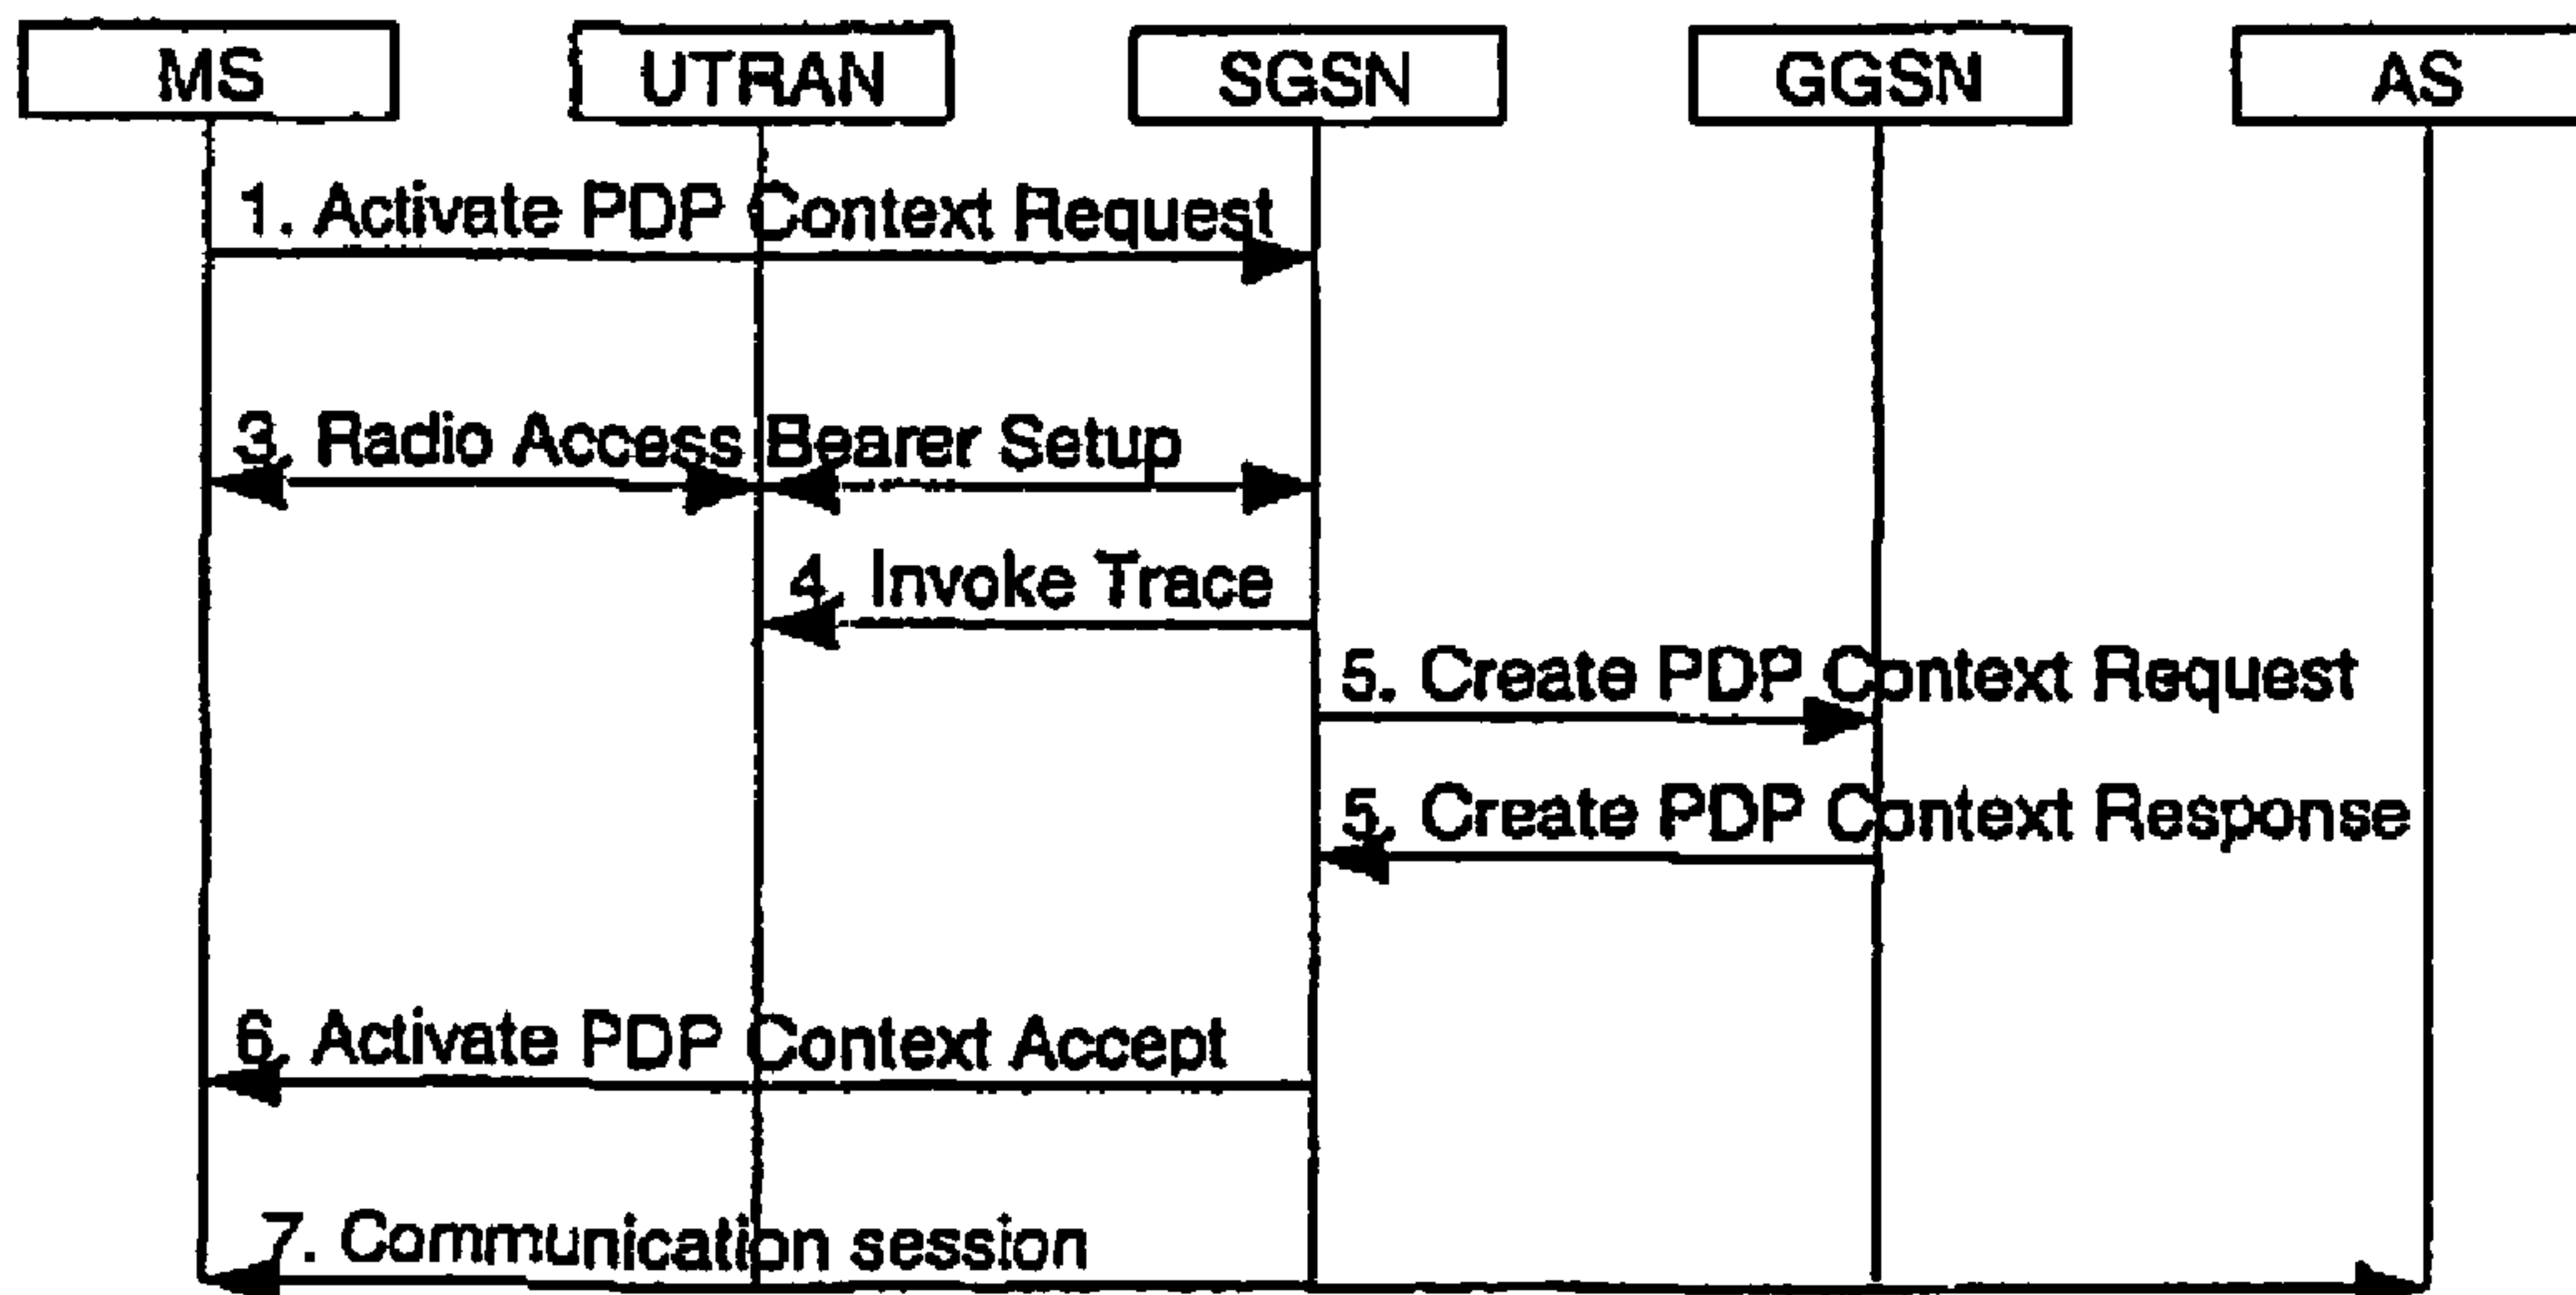 MS UTRAN SGSN GGSN AS
1. Activate PDP Context Request
3. Radio Access Bearer Setup
4. Invoke Trace
5. Create PDP Context Request
5. Create PDP Context Response
6. Activate PDP Context Accept
7. Communication session